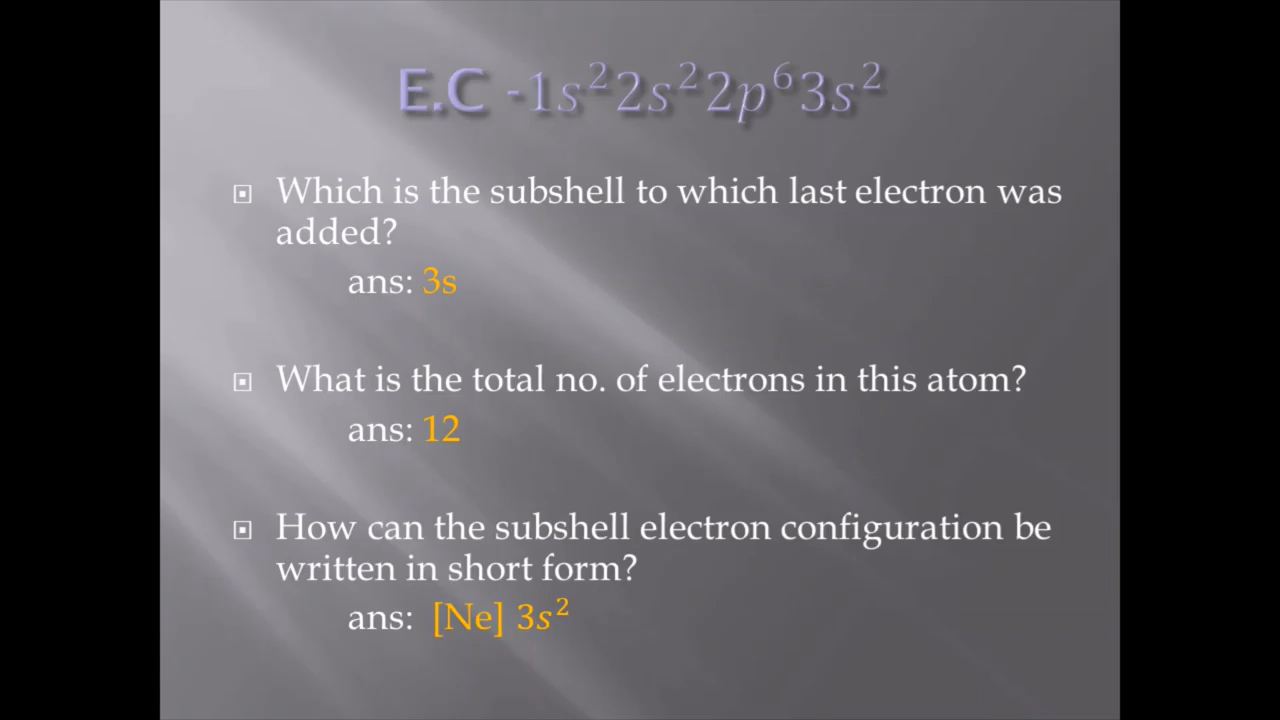 E.C -1s²2s²2p⁶3s²
Which is the subshell to which last electron was
added?
ans: 3s
What is the total no. of electrons in this atom?
ans: 12
How can the subshell electron configuration be
written in short form?
ans: [Ne] 3s²